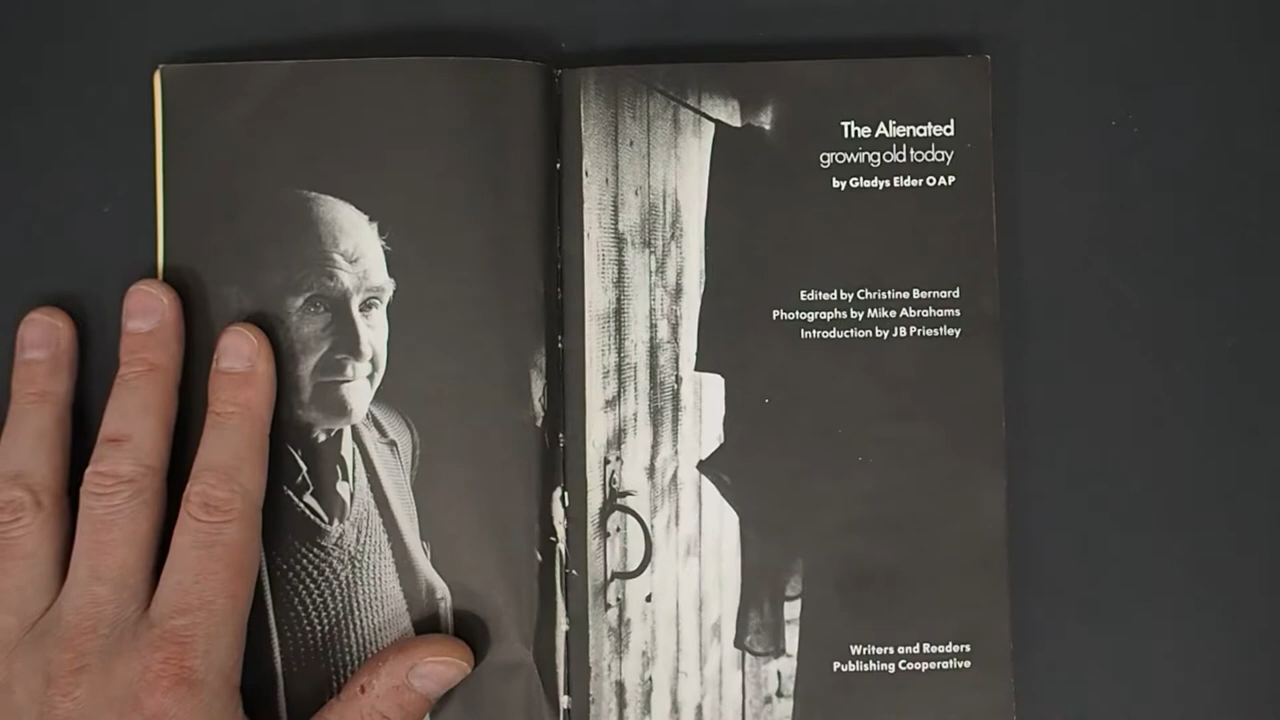 The Alienated
growing old today
by Gladys Elder OAP
Edited by Christine Bernard
Photographs by Mike Abrahams
Introduction by JB Priestley
Writers and Readers
Publishing Cooperative